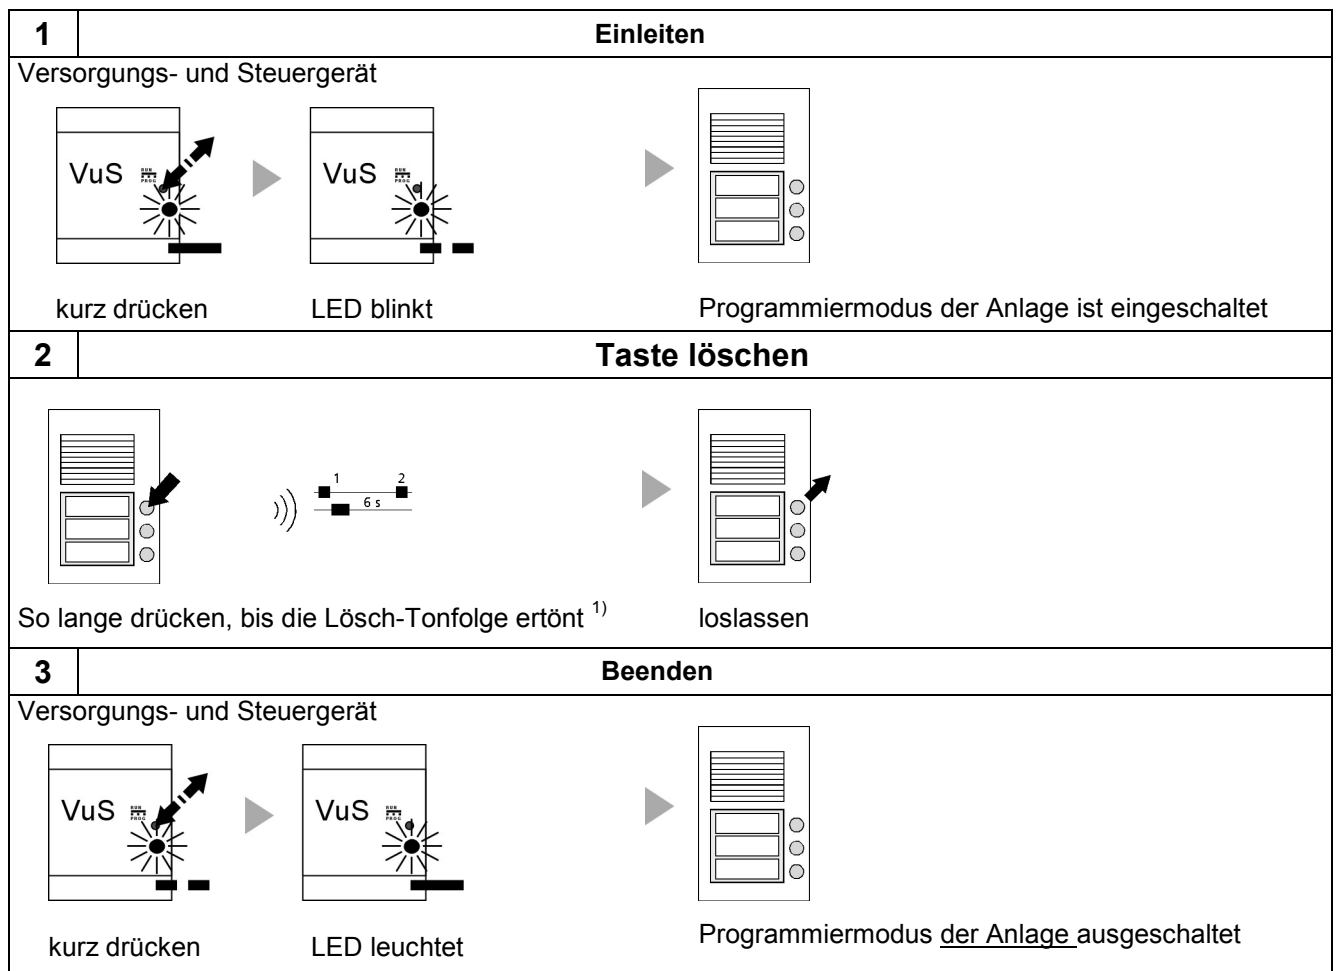 1 Einleiten
Versorgungs- und Steuergerät
VuS RUN PROG
VuS RUN PROG
kurz drücken LED blinkt Programmiermodus der Anlage ist eingeschaltet
2 Taste löschen
1 2
6 s
So lange drücken, bis die Lösch-Tonfolge ertönt 1) loslassen
3 Beenden
Versorgungs- und Steuergerät
VuS RUN PROG
VuS RUN PROG
kurz drücken LED leuchtet Programmiermodus der Anlage ausgeschaltet